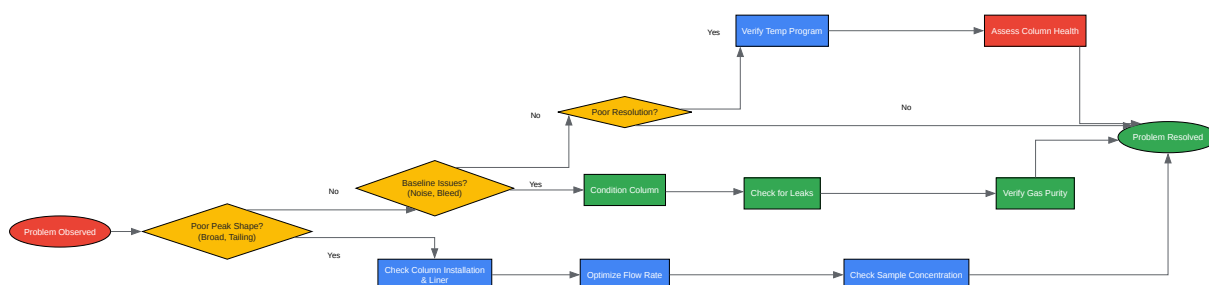 Yes
Verify Temp Program
Assess Column Health
No
Poor Resolution?
No
Problem Resolved
Baseline Issues?
(Noise, Bleed)
Yes
Condition Column
Check for Leaks
Verify Gas Purity
No
Problem Observed
Poor Peak Shape?
(Broad, Tailing)
Yes
Check Column Installation
& Liner
Optimize Flow Rate
Check Sample Concentration